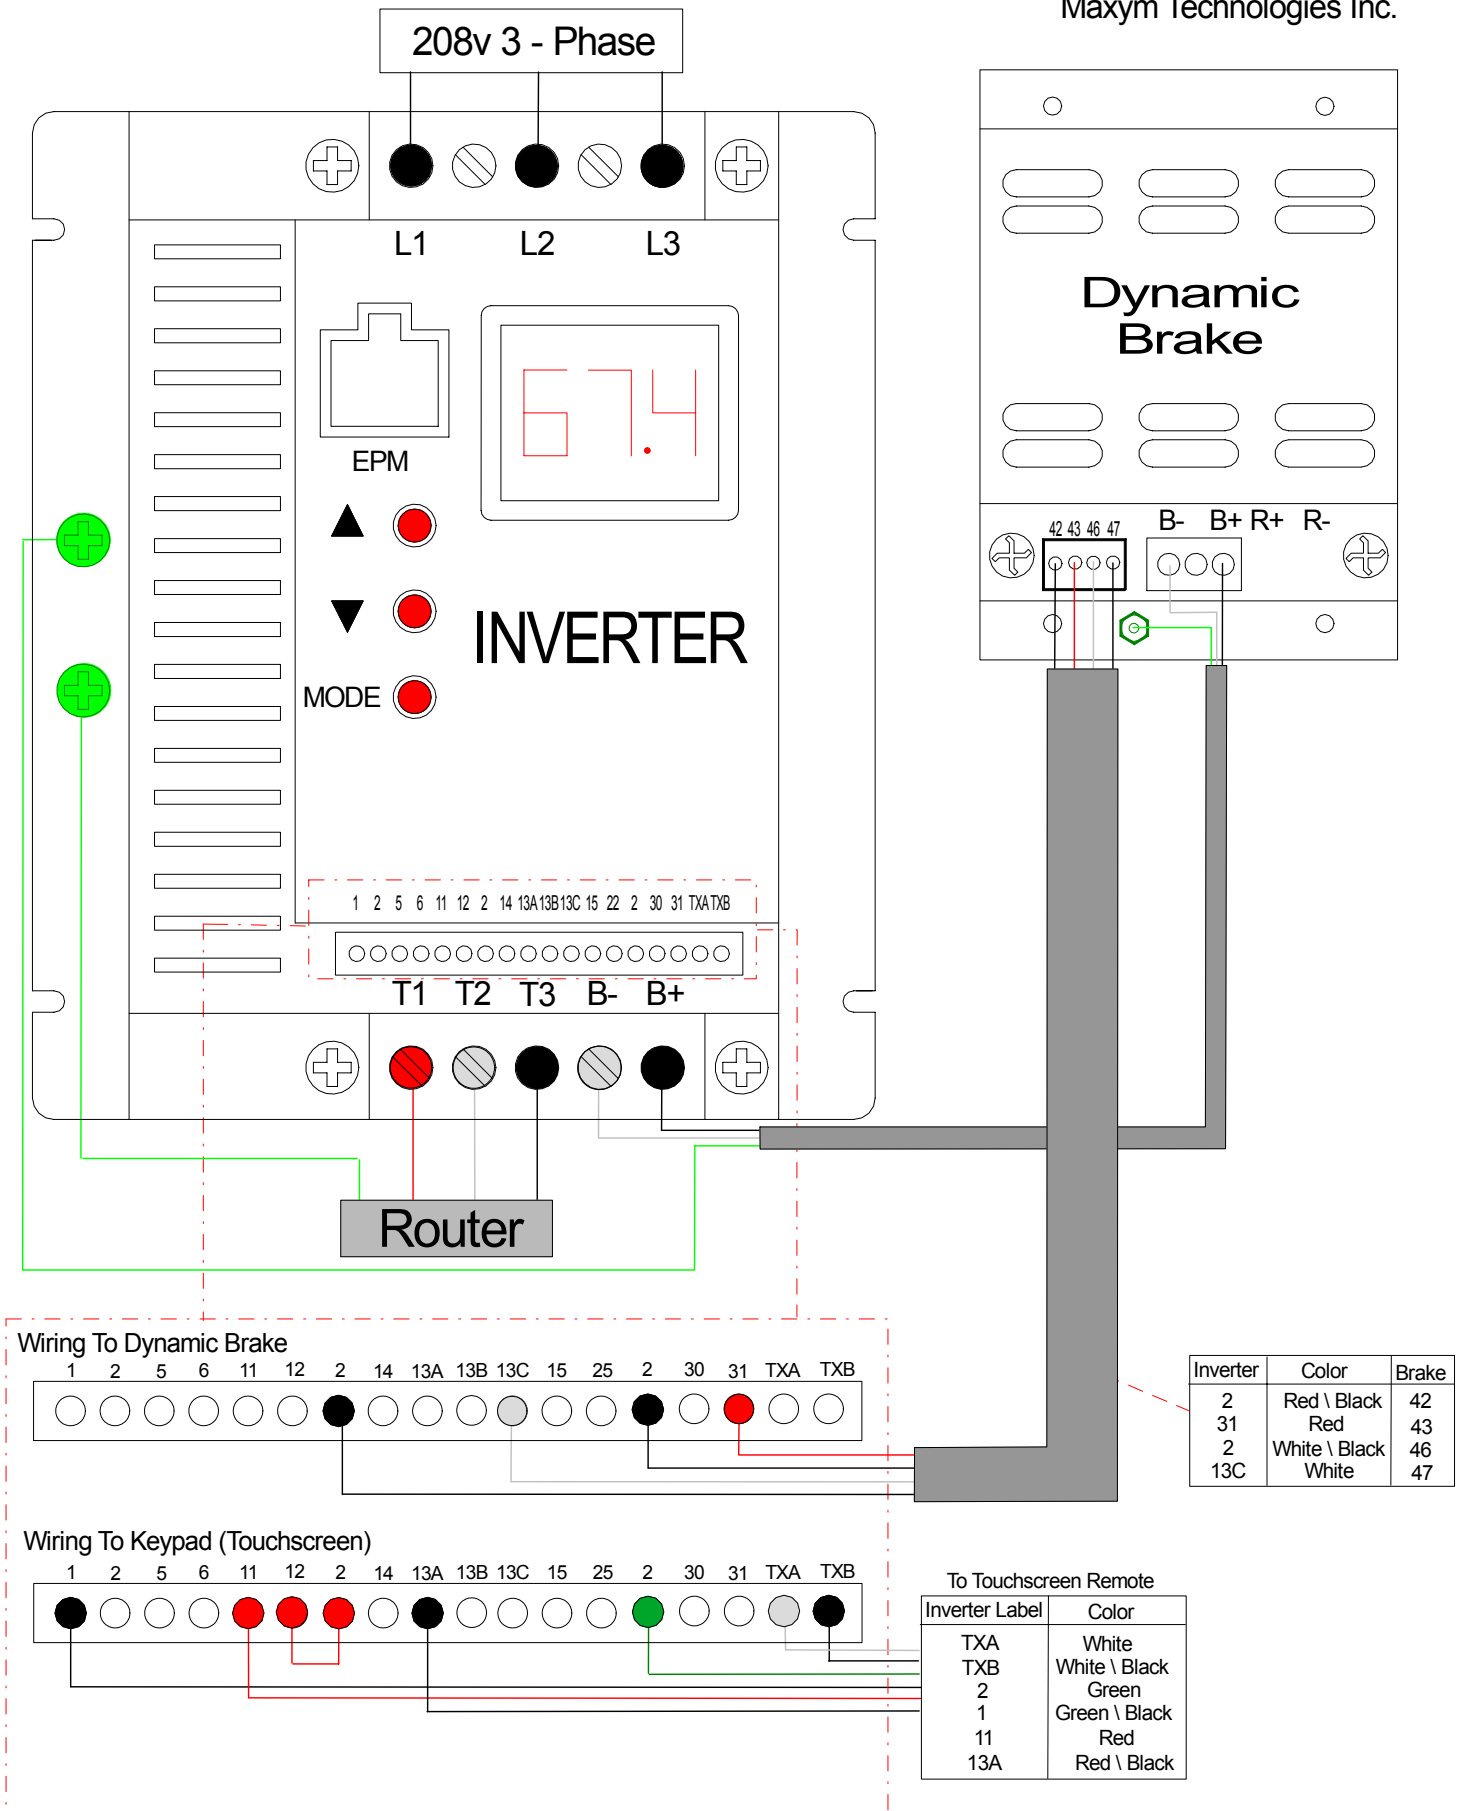 Maxym Technologies Inc.
208v 3 - Phase
L1 L2 L3
Dynamic
Brake
67.4
EPM
42 43 46 47
B- B+ R+ R-
INVERTER
MODE
1 2 5 6 11 12 2 14 13A 13B 13C 15 22 2 30 31 TXA TXB
T1 T2 T3 B- B+
Router
Wiring To Dynamic Brake
1 2 5 6 11 12 2 14 13A 13B 13C 15 25 2 30 31 TXA TXB
Inverter Color Brake
2 Red \ Black 42
31 Red 43
2 White \ Black 46
13C White 47
Wiring To Keypad (Touchscreen)
1 2 5 6 11 12 2 14 13A 13B 13C 15 25 2 30 31 TXA TXB
To Touchscreen Remote
Inverter Label Color
TXA White
TXB White \ Black
2 Green
1 Green \ Black
11 Red
13A Red \ Black